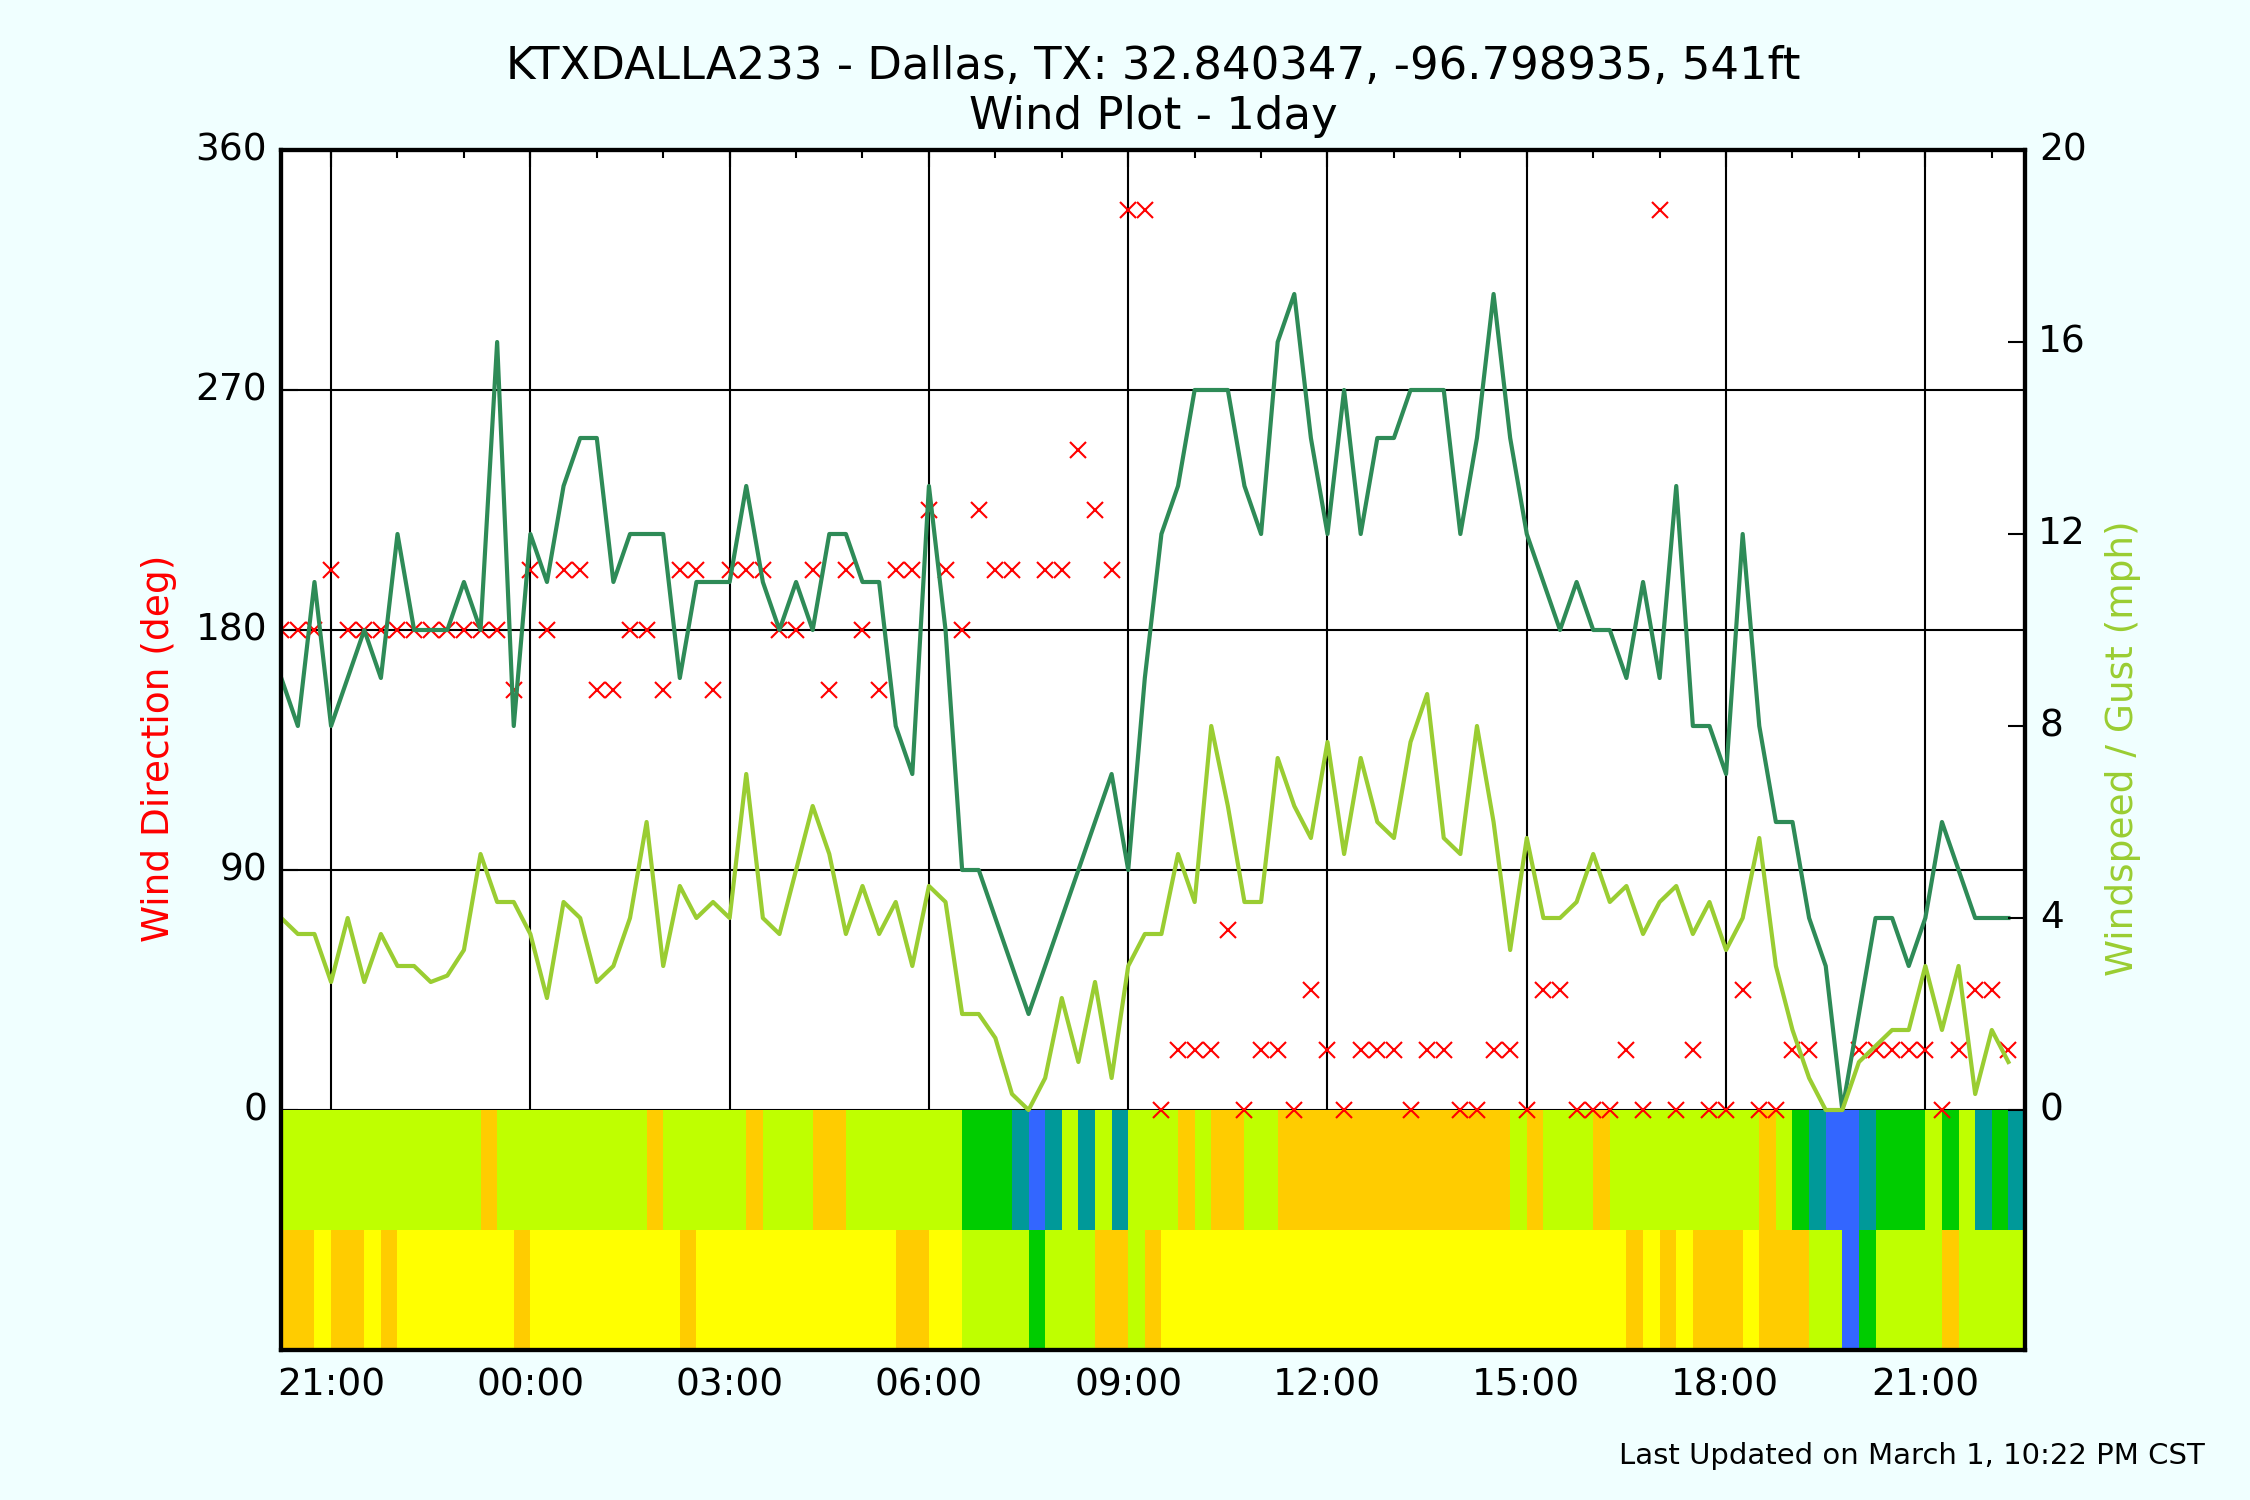 KTXDALLA233 - Dallas, TX: 32.840347, -96.798935, 541ft
Wind Plot - 1day
360
270
180
90
0
Wind Direction (deg)
20
16
12
8
4
0
Windspeed / Gust (mph)
21:00 00:00 03:00 06:00 09:00 12:00 15:00 18:00 21:00
Last Updated on March 1, 10:22 PM CST